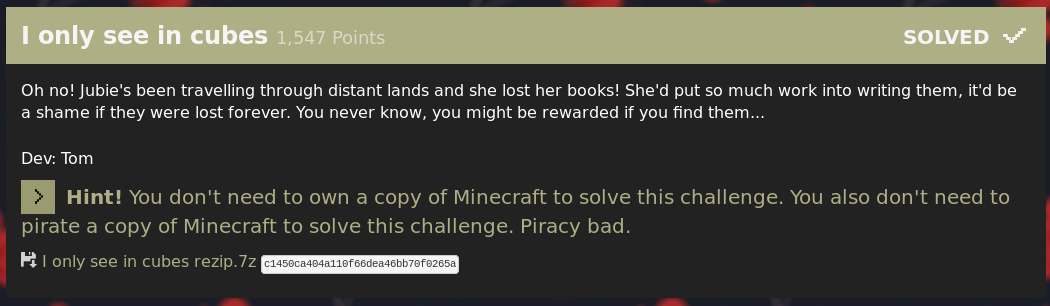 I only see in cubes 1,547 Points SOLVED
Oh no! Jubie's been travelling through distant lands and she lost her books! She'd put so much work into writing them, it'd be
a shame if they were lost forever. You never know, you might be rewarded if you find them...
Dev: Tom
Hint! You don't need to own a copy of Minecraft to solve this challenge. You also don't need to
pirate a copy of Minecraft to solve this challenge. Piracy bad.
I only see in cubes rezip.7z c1450ca404a110f66dea46bb70f0265a